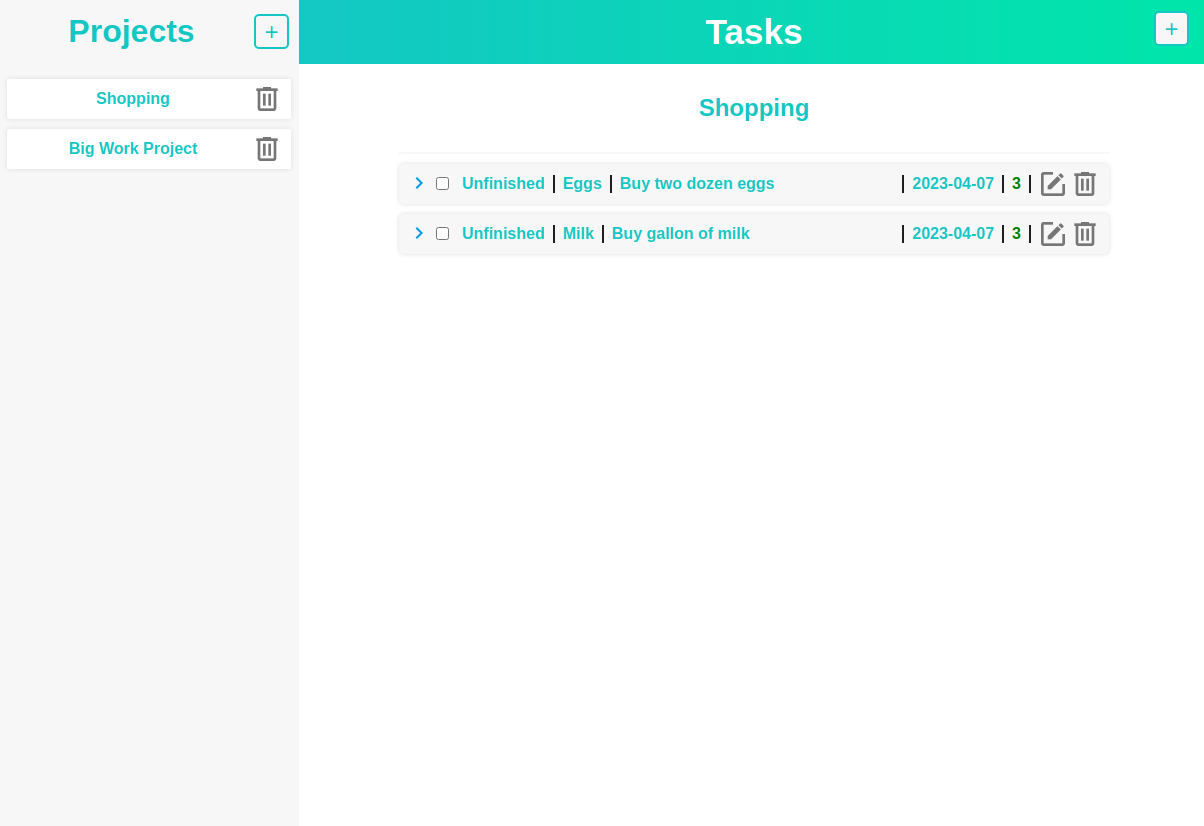 Projects +
Shopping
Big Work Project
Tasks +
Shopping
Unfinished | Eggs | Buy two dozen eggs | 2023-04-07 | 3 |
Unfinished | Milk | Buy gallon of milk | 2023-04-07 | 3 |